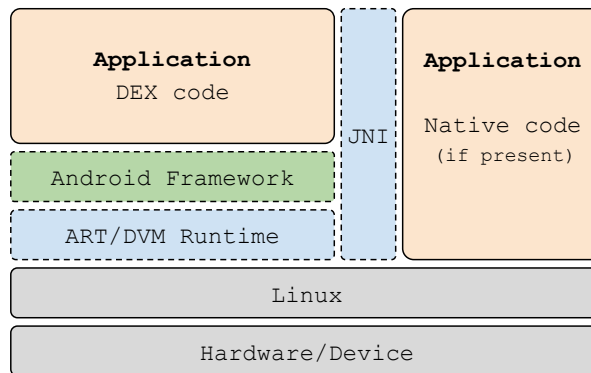 Application
DEX code
JNI
Application
Native code
(if present)
Android Framework
ART/DVM Runtime
Linux
Hardware/Device